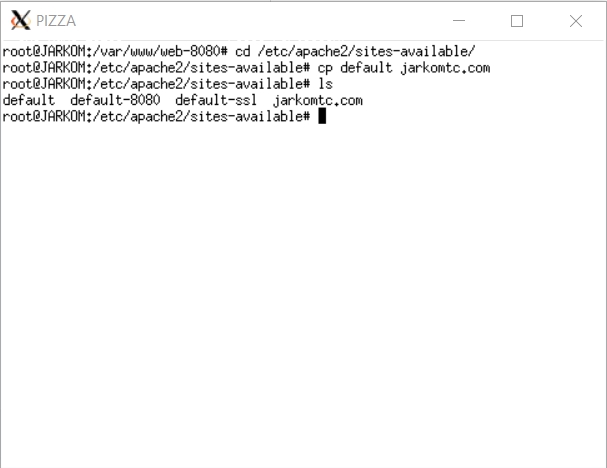 PIZZA
root@JARKOM:/var/www/web-8080# cd /etc/apache2/sites-available/
root@JARKOM:/etc/apache2/sites-available# cp default jarkomtc.com
root@JARKOM:/etc/apache2/sites-available# ls
default  default-8080  default-ssl  jarkomtc.com
root@JARKOM:/etc/apache2/sites-available#